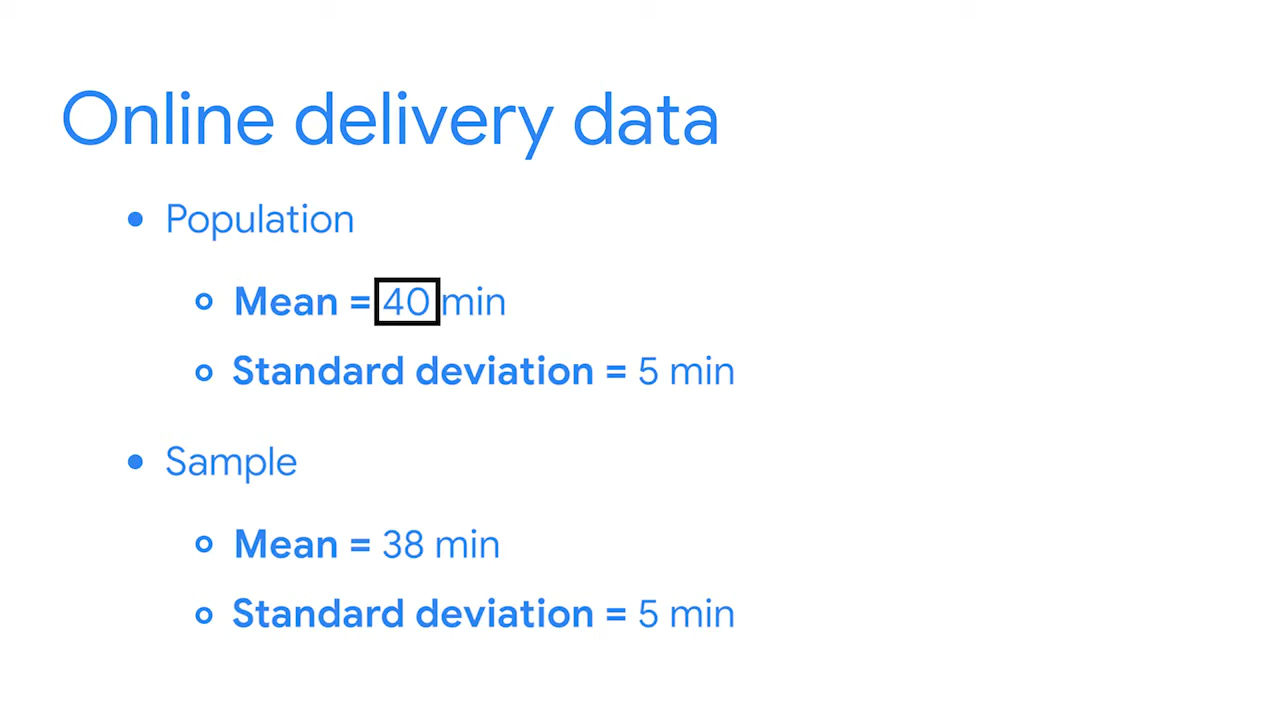 Online delivery data
Population
Mean = 40 min
Standard deviation = 5 min
Sample
Mean = 38 min
Standard deviation = 5 min